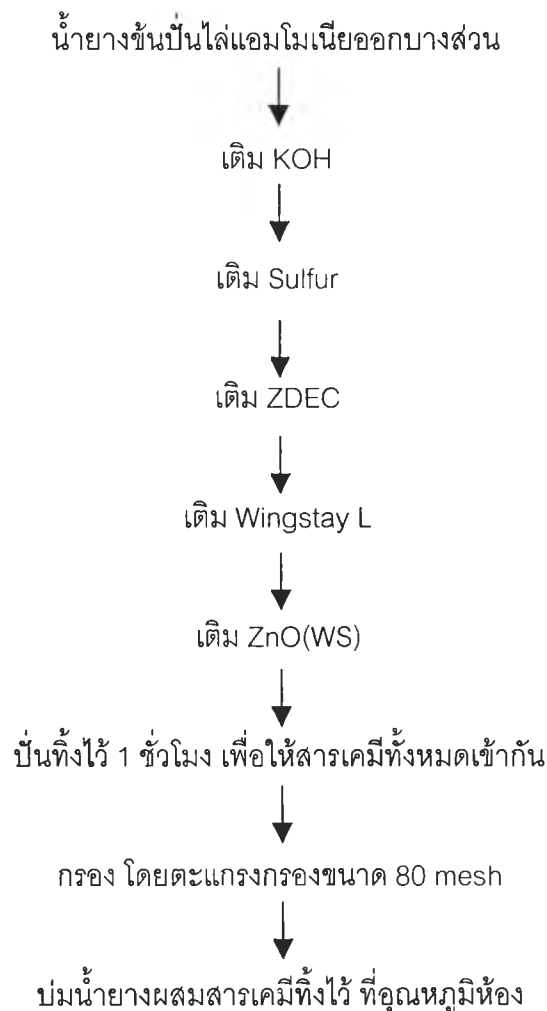 น้ำยางข้นปั่นไล่แอมโมเนียออกบางส่วน
เติม KOH
เติม Sulfur
เติม ZDEC
เติม Wingstay L
เติม ZnO(WS)
ปั่นทิ้งไว้ 1 ชั่วโมง เพื่อให้สารเคมีทั้งหมดเข้ากัน
กรอง โดยตะแกรงกรองขนาด 80 mesh
บ่มน้ำยางผสมสารเคมีทิ้งไว้ ที่อุณหภูมิห้อง